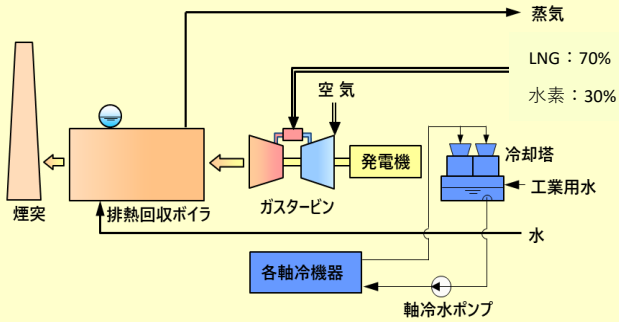 蒸気
LNG：70%
水素：30%
空 気
発電機
冷却塔
工業用水
煙突
排熱回収ボイラ
ガスタービン
水
各軸冷機器
軸冷水ポンプ